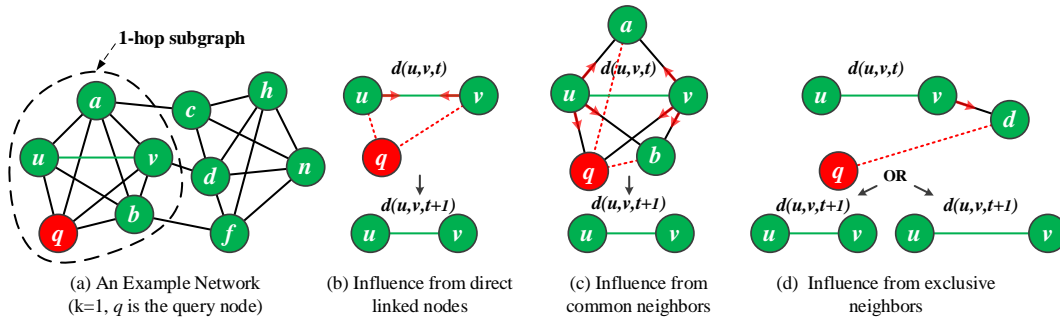 1-hop subgraph
a
c
h
u
v
d
n
q
b
f
(a) An Example Network
(k=1, q is the query node)
d(u,v,t)
u
v
q
d(u,v,t+1)
u
v
(b) Influence from direct
linked nodes
a
d(u,v,t)
u
v
q
b
d(u,v,t+1)
u
v
(c) Influence from
common neighbors
d(u,v,t)
u
v
d
q
OR
d(u,v,t+1)
d(u,v,t+1)
u
v
u
v
(d) Influence from exclusive
neighbors